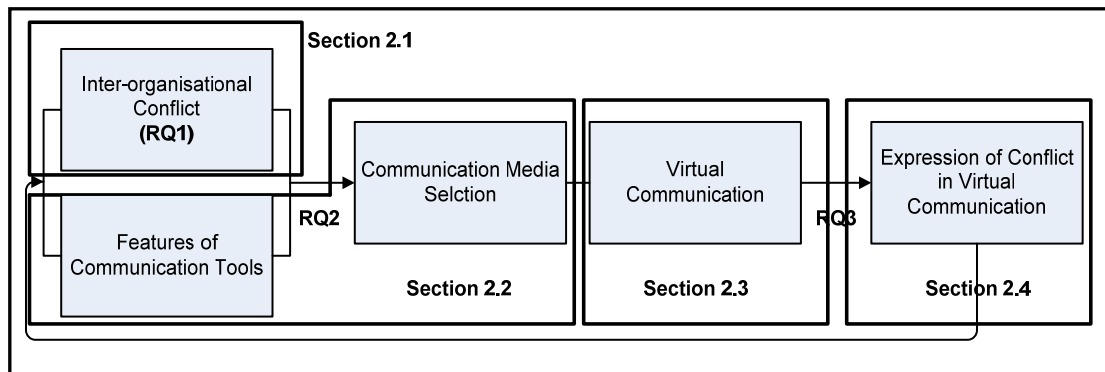 Section 2.1
Inter-organisational
Conflict
(RQ1)
Features of
Communication Tools
RQ2
Communication Media
Selction
Section 2.2
Virtual
Communication
Section 2.3
RQ3
Expression of Conflict
in Virtual
Communication
Section 2.4